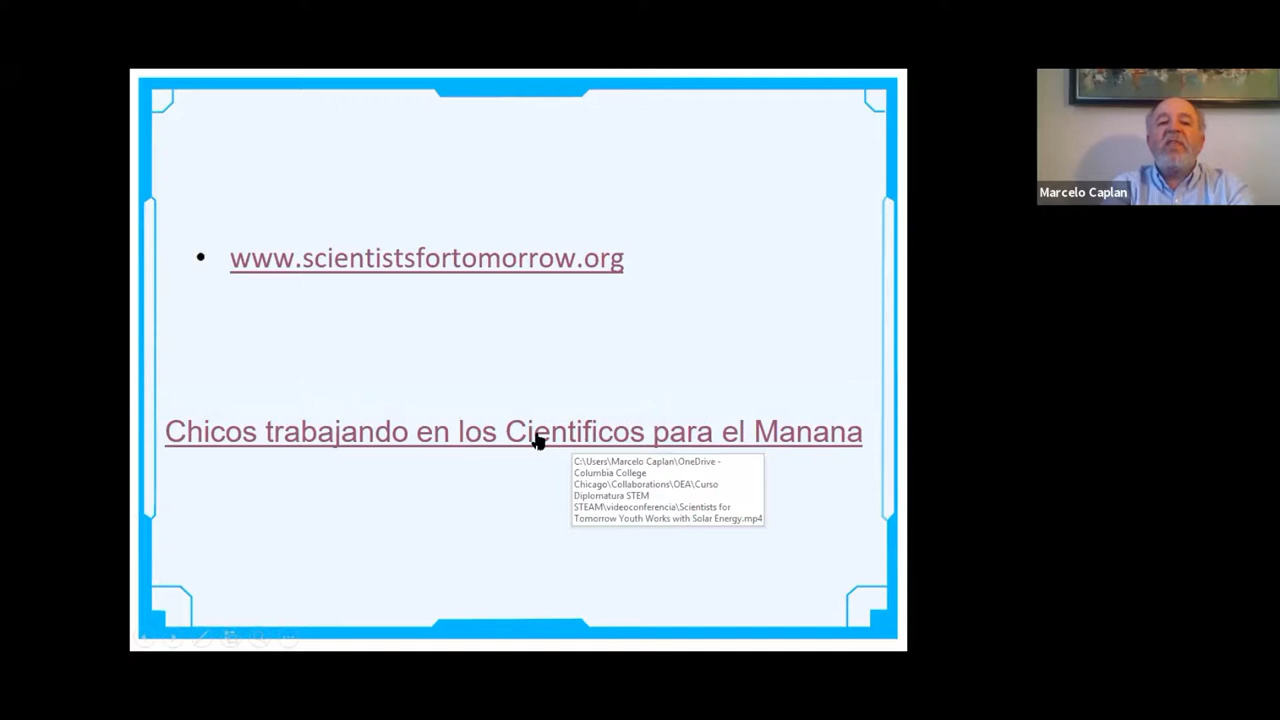 • www.scientistsfortomorrow.org
Chicos trabajando en los Cientificos para el Manana
C:\Users\Marcelo Caplan\OneDrive -
Columbia College
Chicago\Collaborations\OEA\Curso
Diplomatura STEM
STEAM\videoconferencia\Scientists for
Tomorrow Youth Works with Solar Energy.mp4
Marcelo Caplan